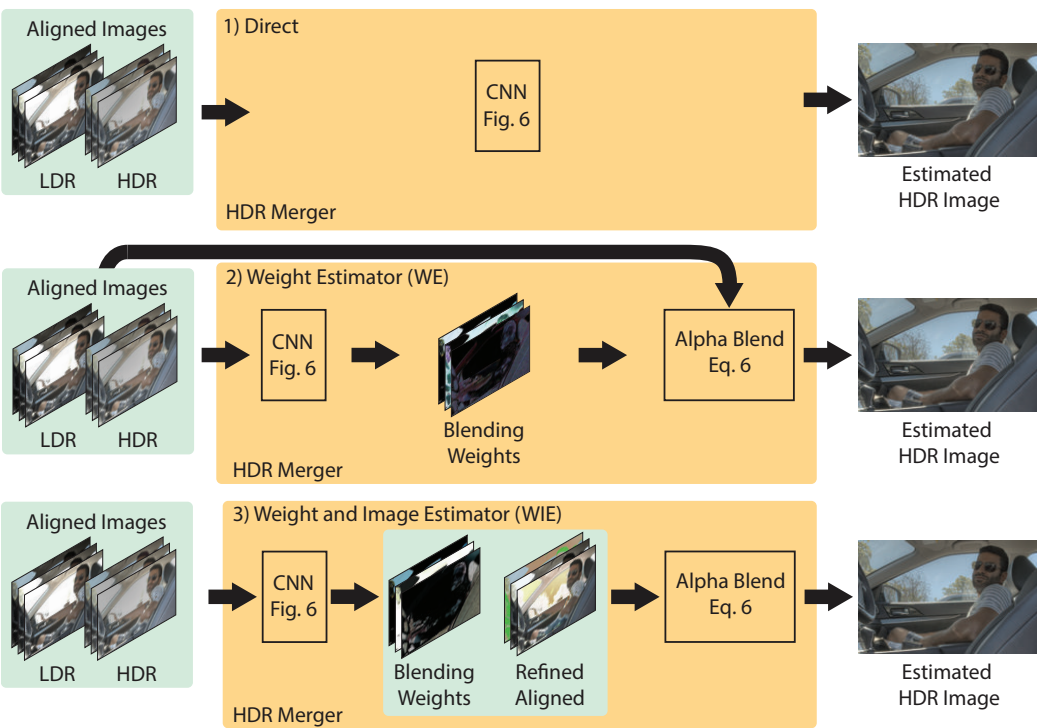 Aligned Images
LDR
HDR
1) Direct
CNN
Fig. 6
HDR Merger
Estimated
HDR Image
Aligned Images
LDR
HDR
2) Weight Estimator (WE)
CNN
Fig. 6
Blending
Weights
Alpha Blend
Eq. 6
HDR Merger
Estimated
HDR Image
Aligned Images
LDR
HDR
3) Weight and Image Estimator (WIE)
CNN
Fig. 6
Blending
Weights
Refined
Aligned
Alpha Blend
Eq. 6
HDR Merger
Estimated
HDR Image